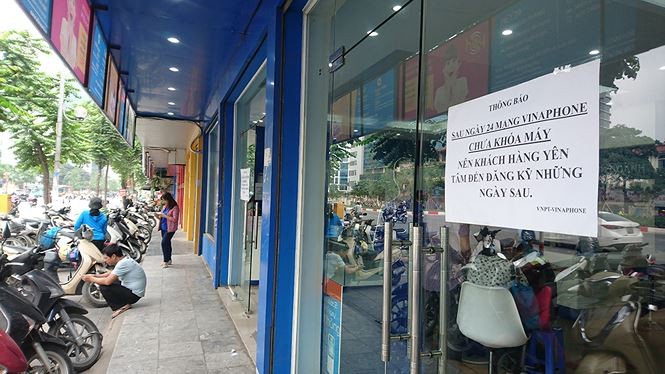 THÔNG BÁO
SAU NGÀY 24 MẠNG VINAPHONE
CHƯA KHÓA MÁY
NÊN KHÁCH HÀNG YÊN
TÂM ĐẾN ĐĂNG KÝ NHỮNG
NGÀY SAU.
VNPT-VINAPHONE